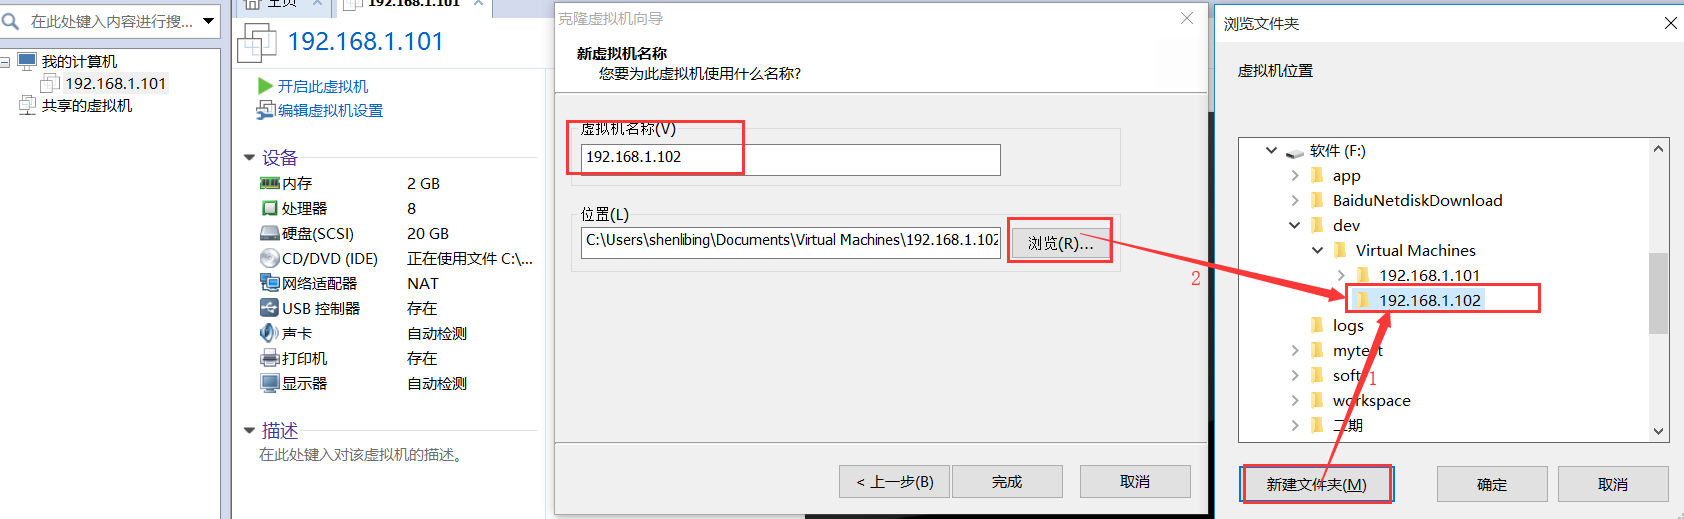 在此处键入内容进行搜...
我的计算机
192.168.1.101
共享的虚拟机
主页
192.168.1.101
192.168.1.101
开启此虚拟机
编辑虚拟机设置
设备
内存 2 GB
处理器 8
硬盘(SCSI) 20 GB
CD/DVD (IDE) 正在使用文件 C:\...
网络适配器 NAT
USB 控制器 存在
声卡 自动检测
打印机 存在
显示器 自动检测
描述
在此处键入对该虚拟机的描述。
克隆虚拟机向导
新虚拟机名称
您要为此虚拟机使用什么名称?
虚拟机名称(V)
192.168.1.102
位置(L)
C:\Users\shenlibing\Documents\Virtual Machines\192.168.1.102
浏览(R)...
< 上一步(B)
完成
取消
2
浏览文件夹
虚拟机位置
软件 (F:)
app
BaiduNetdiskDownload
dev
Virtual Machines
192.168.1.101
192.168.1.102
logs
mytest
soft
1
workspace
二期
新建文件夹(M)
确定
取消